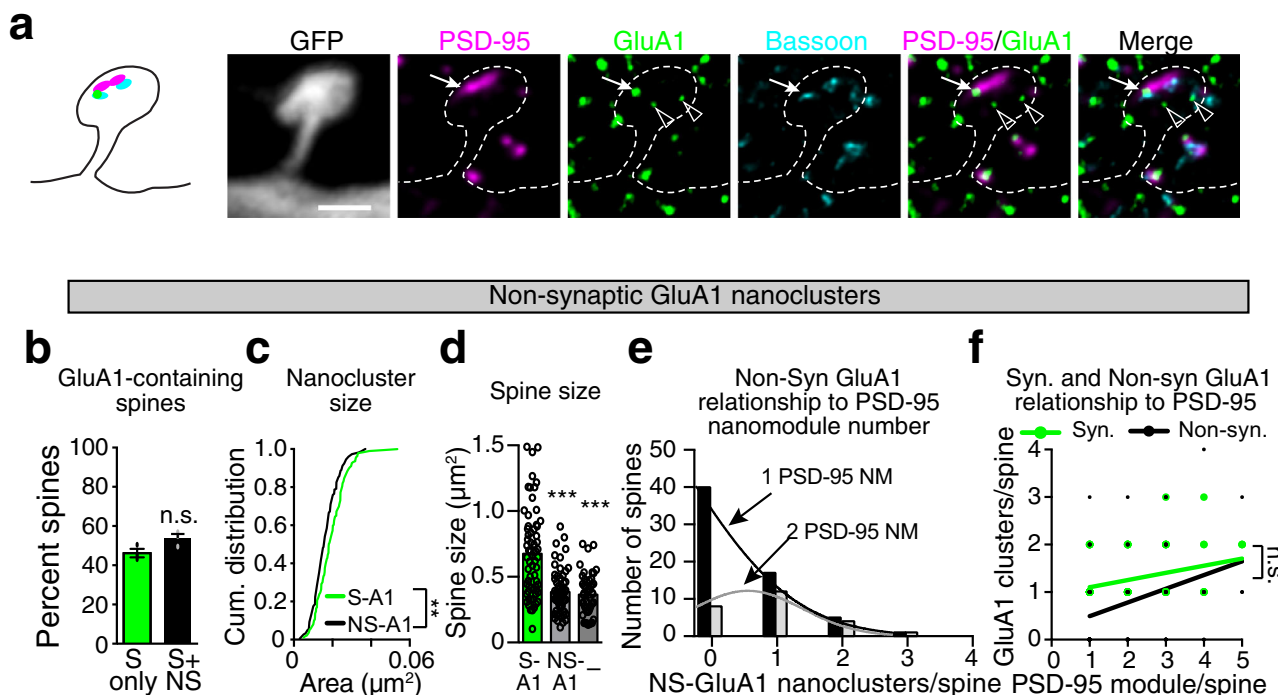 a
GFP
PSD-95
GluA1
Bassoon
PSD-95/GluA1
Merge
Non-synaptic GluA1 nanoclusters
b
GluA1-containing
spines
Percent spines
100
80
60
40
20
0
n.s.
S
only
S+
NS
c
Nanocluster
size
Cum. distribution
1.0
0.8
0.6
0.4
0.2
0
S-A1
NS-A1
**
0
0.06
Area (μm²)
d
Spine size
Spine size (μm²)
1.5
1.0
0.5
0
***
***
S-
A1
NS-
A1
–
e
Non-Syn GluA1
relationship to PSD-95
nanomodule number
Number of spines
50
40
30
20
10
0
1 PSD-95 NM
2 PSD-95 NM
0 1 2 3 4
NS-GluA1 nanoclusters/spine
f
Syn. and Non-syn GluA1
relationship to PSD-95
Syn.
Non-syn.
GluA1 clusters/spine
4
3
2
1
0
n.s.
0 1 2 3 4 5
PSD-95 module/spine